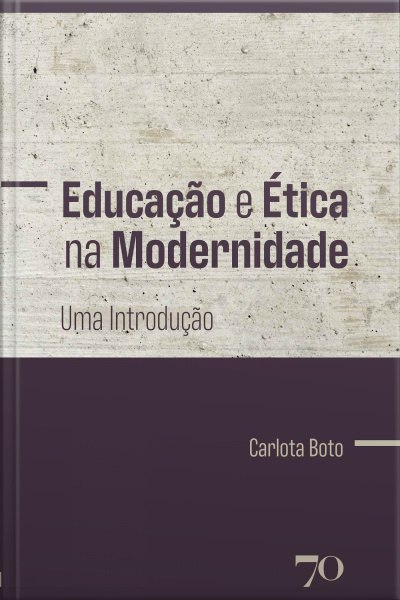 Educação e Ética
na Modernidade
Uma Introdução
Carlota Boto
70